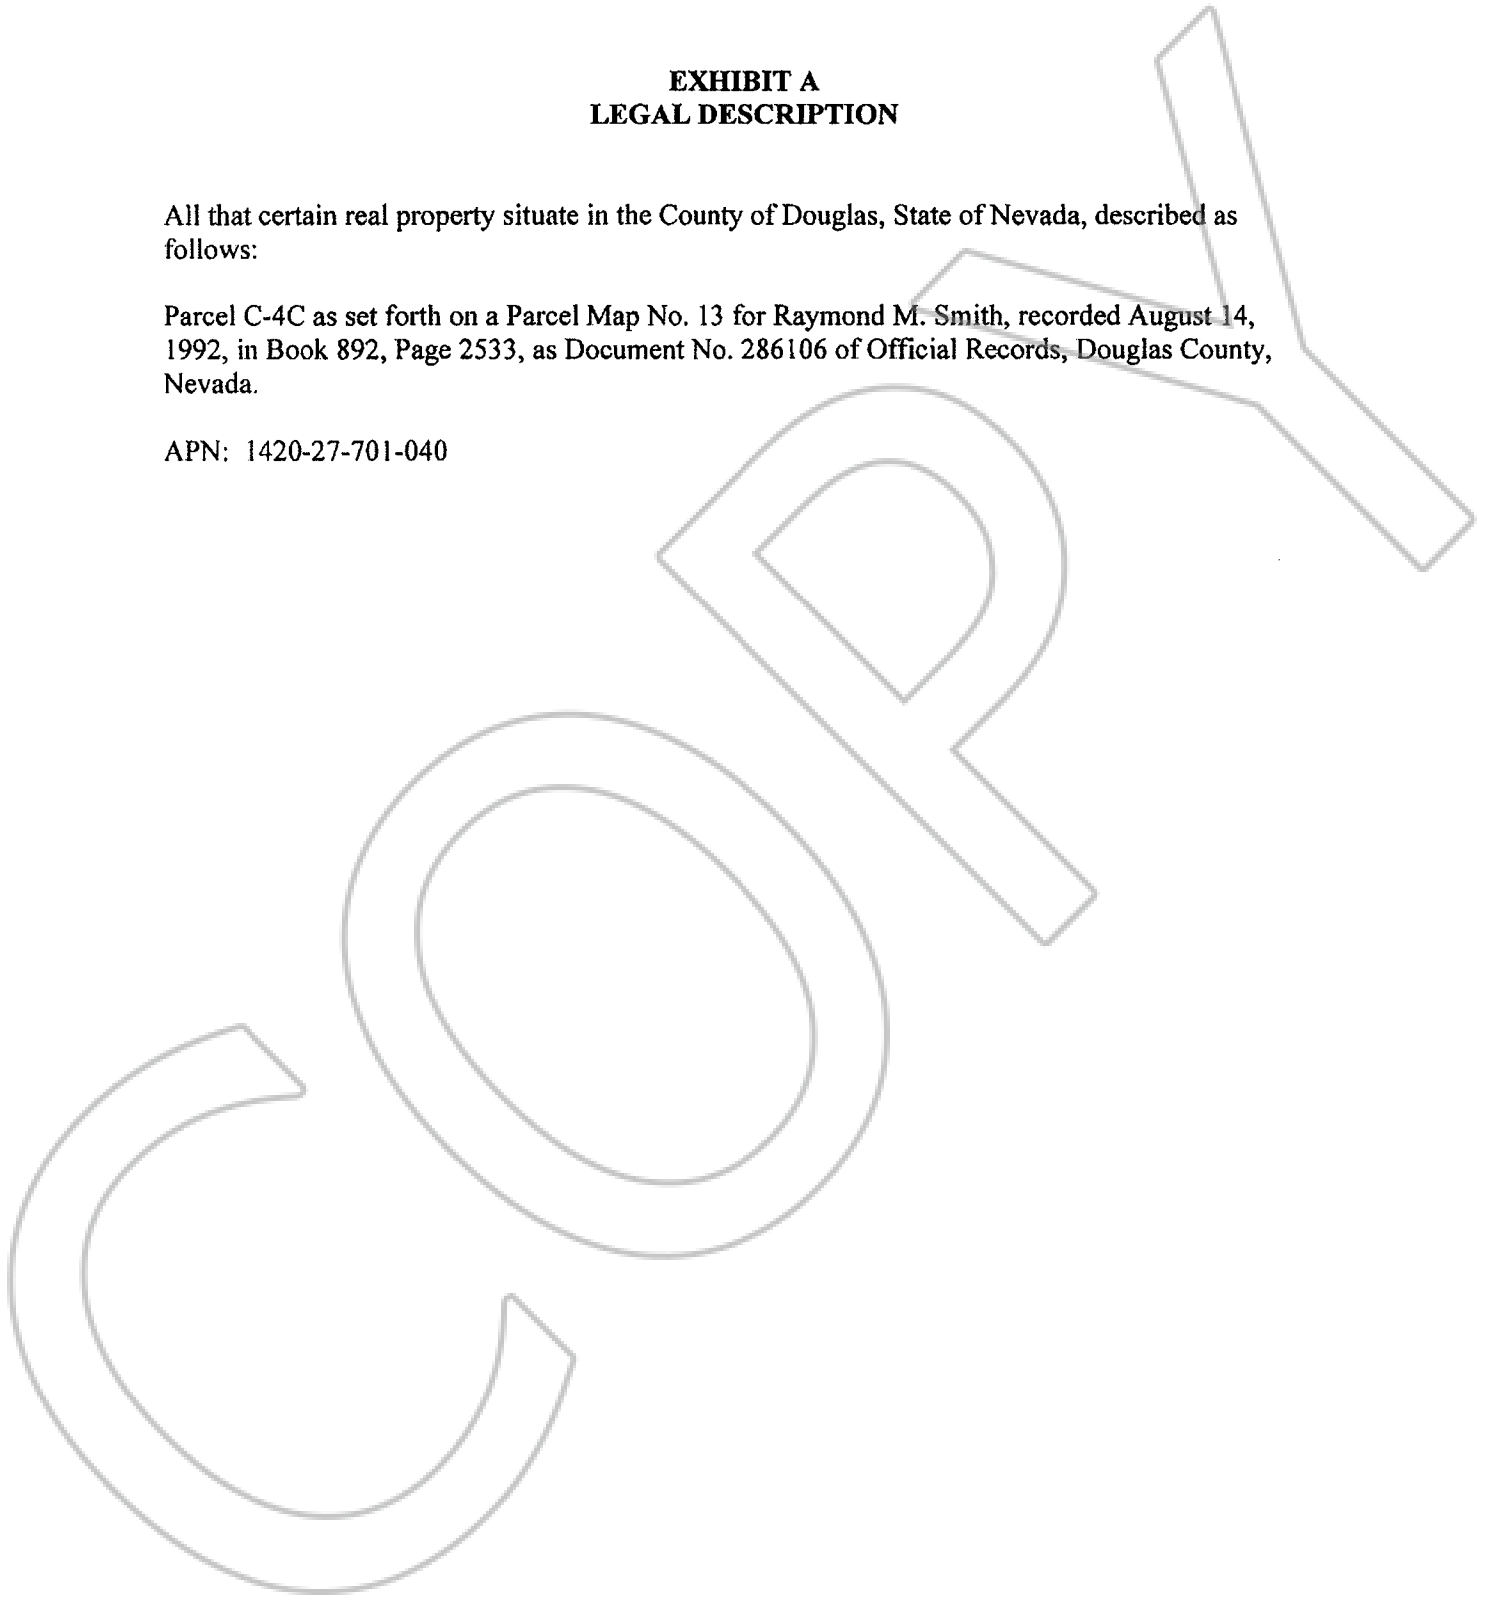 EXHIBIT A
LEGAL DESCRIPTION
All that certain real property situate in the County of Douglas, State of Nevada, described as
follows:
Parcel C-4C as set forth on a Parcel Map No. 13 for Raymond M. Smith, recorded August 14,
1992, in Book 892, Page 2533, as Document No. 286106 of Official Records, Douglas County,
Nevada.
APN: 1420-27-701-040
COPY